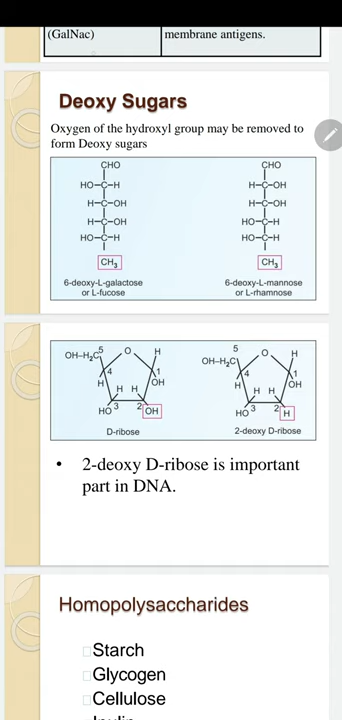 (GalNac) membrane antigens.
Deoxy Sugars
Oxygen of the hydroxyl group may be removed to
form Deoxy sugars
CHO
HO–C–H
H–C–OH
H–C–OH
HO–C–H
CH3
6-deoxy-L-galactose
or L-fucose
CHO
H–C–OH
H–C–OH
HO–C–H
HO–C–H
CH3
6-deoxy-L-mannose
or L-rhamnose
OH–H2C 5 O H
4 1
H H H OH
HO 3 2 OH
D-ribose
5 O H
OH–H2C
4 1
H H H OH
HO 3 2 H
2-deoxy D-ribose
• 2-deoxy D-ribose is important
part in DNA.
Homopolysaccharides
Starch
Glycogen
Cellulose
Inulin